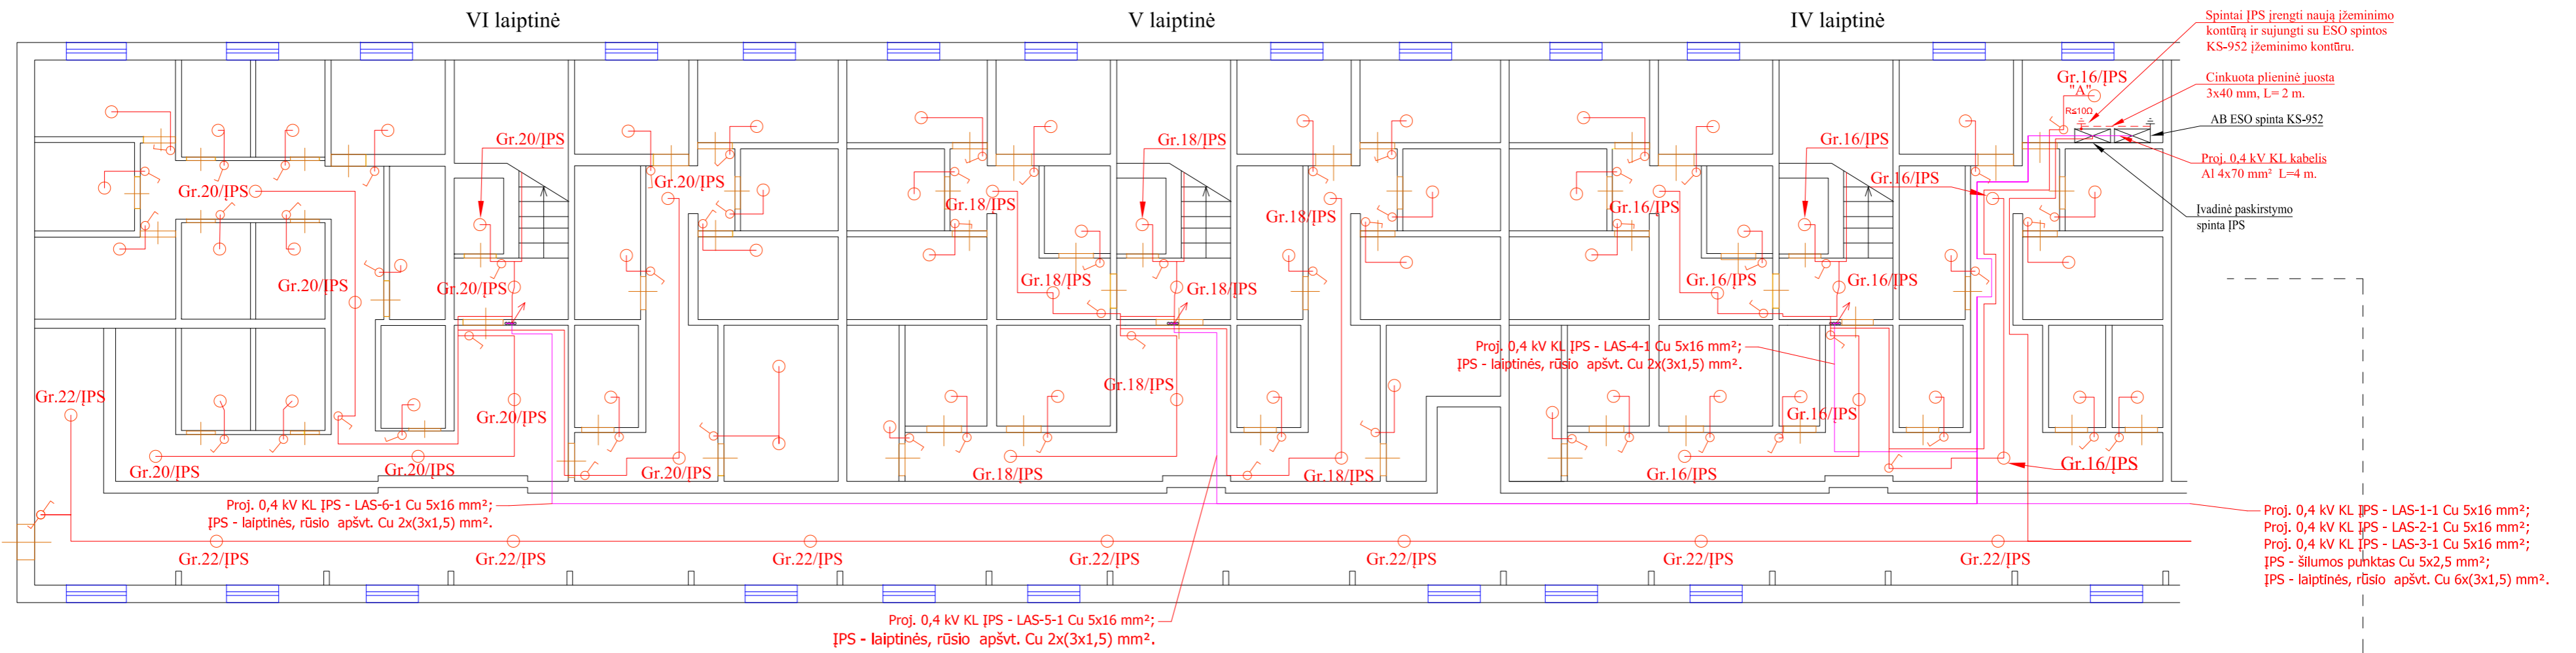 VI laiptinė
V laiptinė
IV laiptinė
Spintai ĮPS įrengti naują įžeminimo
kontūrą ir sujungti su ESO spintos
KS-952 įžeminimo kontūru.
Gr.16/ĮPS
"A"
R≤10Ω
Cinkuota plieninė juosta
3x40 mm, L= 2 m.
AB ESO spinta KS-952
Proj. 0,4 kV KL kabelis
Al 4x70 mm² L=4 m.
Įvadinė paskirstymo
spinta ĮPS
Gr.20/ĮPS
Gr.18/ĮPS
Gr.16/ĮPS
Gr.20/ĮPS
Gr.20/ĮPS
Gr.18/ĮPS
Gr.18/ĮPS
Gr.16/ĮPS
Gr.16/ĮPS
Gr.20/ĮPS
Gr.20/ĮPS
Gr.18/ĮPS
Gr.18/ĮPS
Gr.16/ĮPS
Gr.16/ĮPS
Proj. 0,4 kV KL ĮPS - LAS-4-1 Cu 5x16 mm²;
ĮPS - laiptinės, rūsio apšvt. Cu 2x(3x1,5) mm².
Gr.22/ĮPS
Gr.20/ĮPS
Gr.18/ĮPS
Gr.16/ĮPS
Gr.20/ĮPS
Gr.20/ĮPS
Gr.20/ĮPS
Gr.18/ĮPS
Gr.18/ĮPS
Gr.16/ĮPS
Gr.16/ĮPS
Proj. 0,4 kV KL ĮPS - LAS-6-1 Cu 5x16 mm²;
ĮPS - laiptinės, rūsio apšvt. Cu 2x(3x1,5) mm².
Proj. 0,4 kV KL ĮPS - LAS-1-1 Cu 5x16 mm²;
Proj. 0,4 kV KL ĮPS - LAS-2-1 Cu 5x16 mm²;
Proj. 0,4 kV KL ĮPS - LAS-3-1 Cu 5x16 mm²;
ĮPS - šilumos punktas Cu 5x2,5 mm²;
ĮPS - laiptinės, rūsio apšvt. Cu 6x(3x1,5) mm².
Gr.22/ĮPS
Gr.22/ĮPS
Gr.22/ĮPS
Gr.22/ĮPS
Gr.22/ĮPS
Gr.22/ĮPS
Gr.22/ĮPS
Proj. 0,4 kV KL ĮPS - LAS-5-1 Cu 5x16 mm²;
ĮPS - laiptinės, rūsio apšvt. Cu 2x(3x1,5) mm².